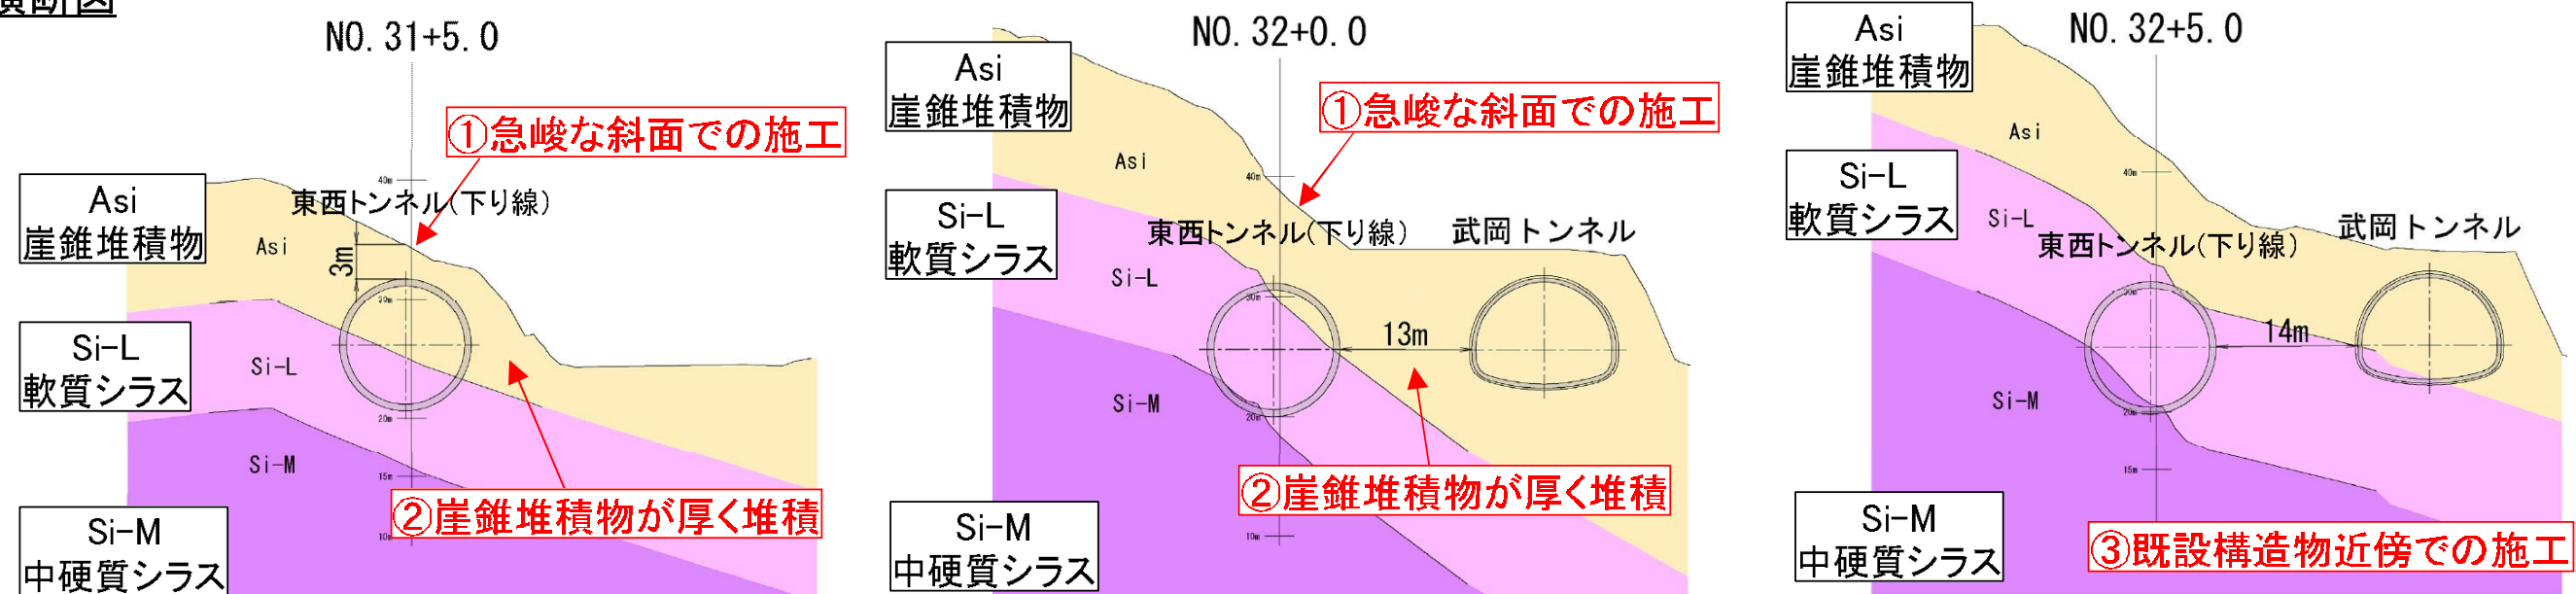 横断図
NO. 31+5.0
①急峻な斜面での施工
40m
東西トンネル(下り線)
Asi
崖錐堆積物
Asi
3m
30m
Si-L
軟質シラス
Si-L
20m
Si-M
15m
②崖錐堆積物が厚く堆積
10m
Si-M
中硬質シラス
NO. 32+0.0
Asi
崖錐堆積物
①急峻な斜面での施工
Asi
40m
Si-L
軟質シラス
東西トンネル(下り線)
武岡トンネル
Si-L
30m
13m
Si-M
20m
②崖錐堆積物が厚く堆積
Si-M
中硬質シラス
10m
NO. 32+5.0
Asi
崖錐堆積物
Asi
40m
Si-L
軟質シラス
Si-L
東西トンネル(下り線)
武岡トンネル
30m
14m
Si-M
20m
15m
Si-M
中硬質シラス
③既設構造物近傍での施工